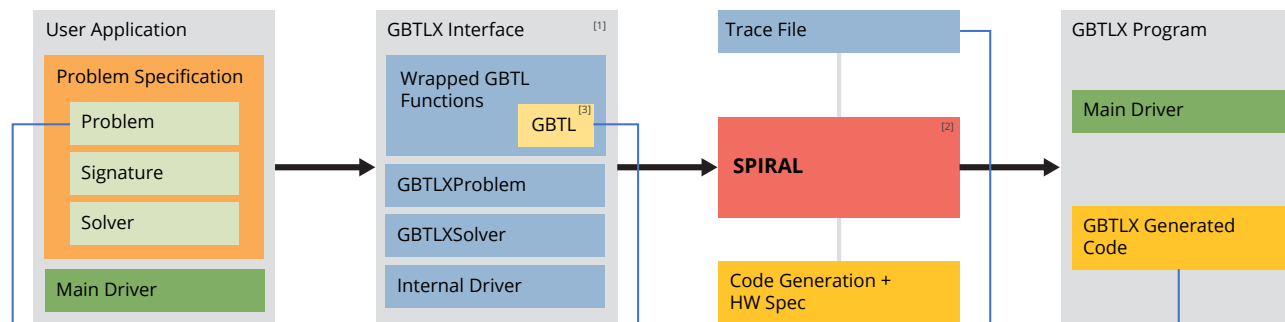 User Application
Problem Specification
Problem
Signature
Solver
Main Driver
GBTLX Interface [1]
Wrapped GBTL
Functions
[3]
GBTL
GBTLXProblem
GBTLXSolver
Internal Driver
Trace File
[2]
SPIRAL
Code Generation +
HW Spec
GBTLX Program
Main Driver
GBTLX Generated
Code